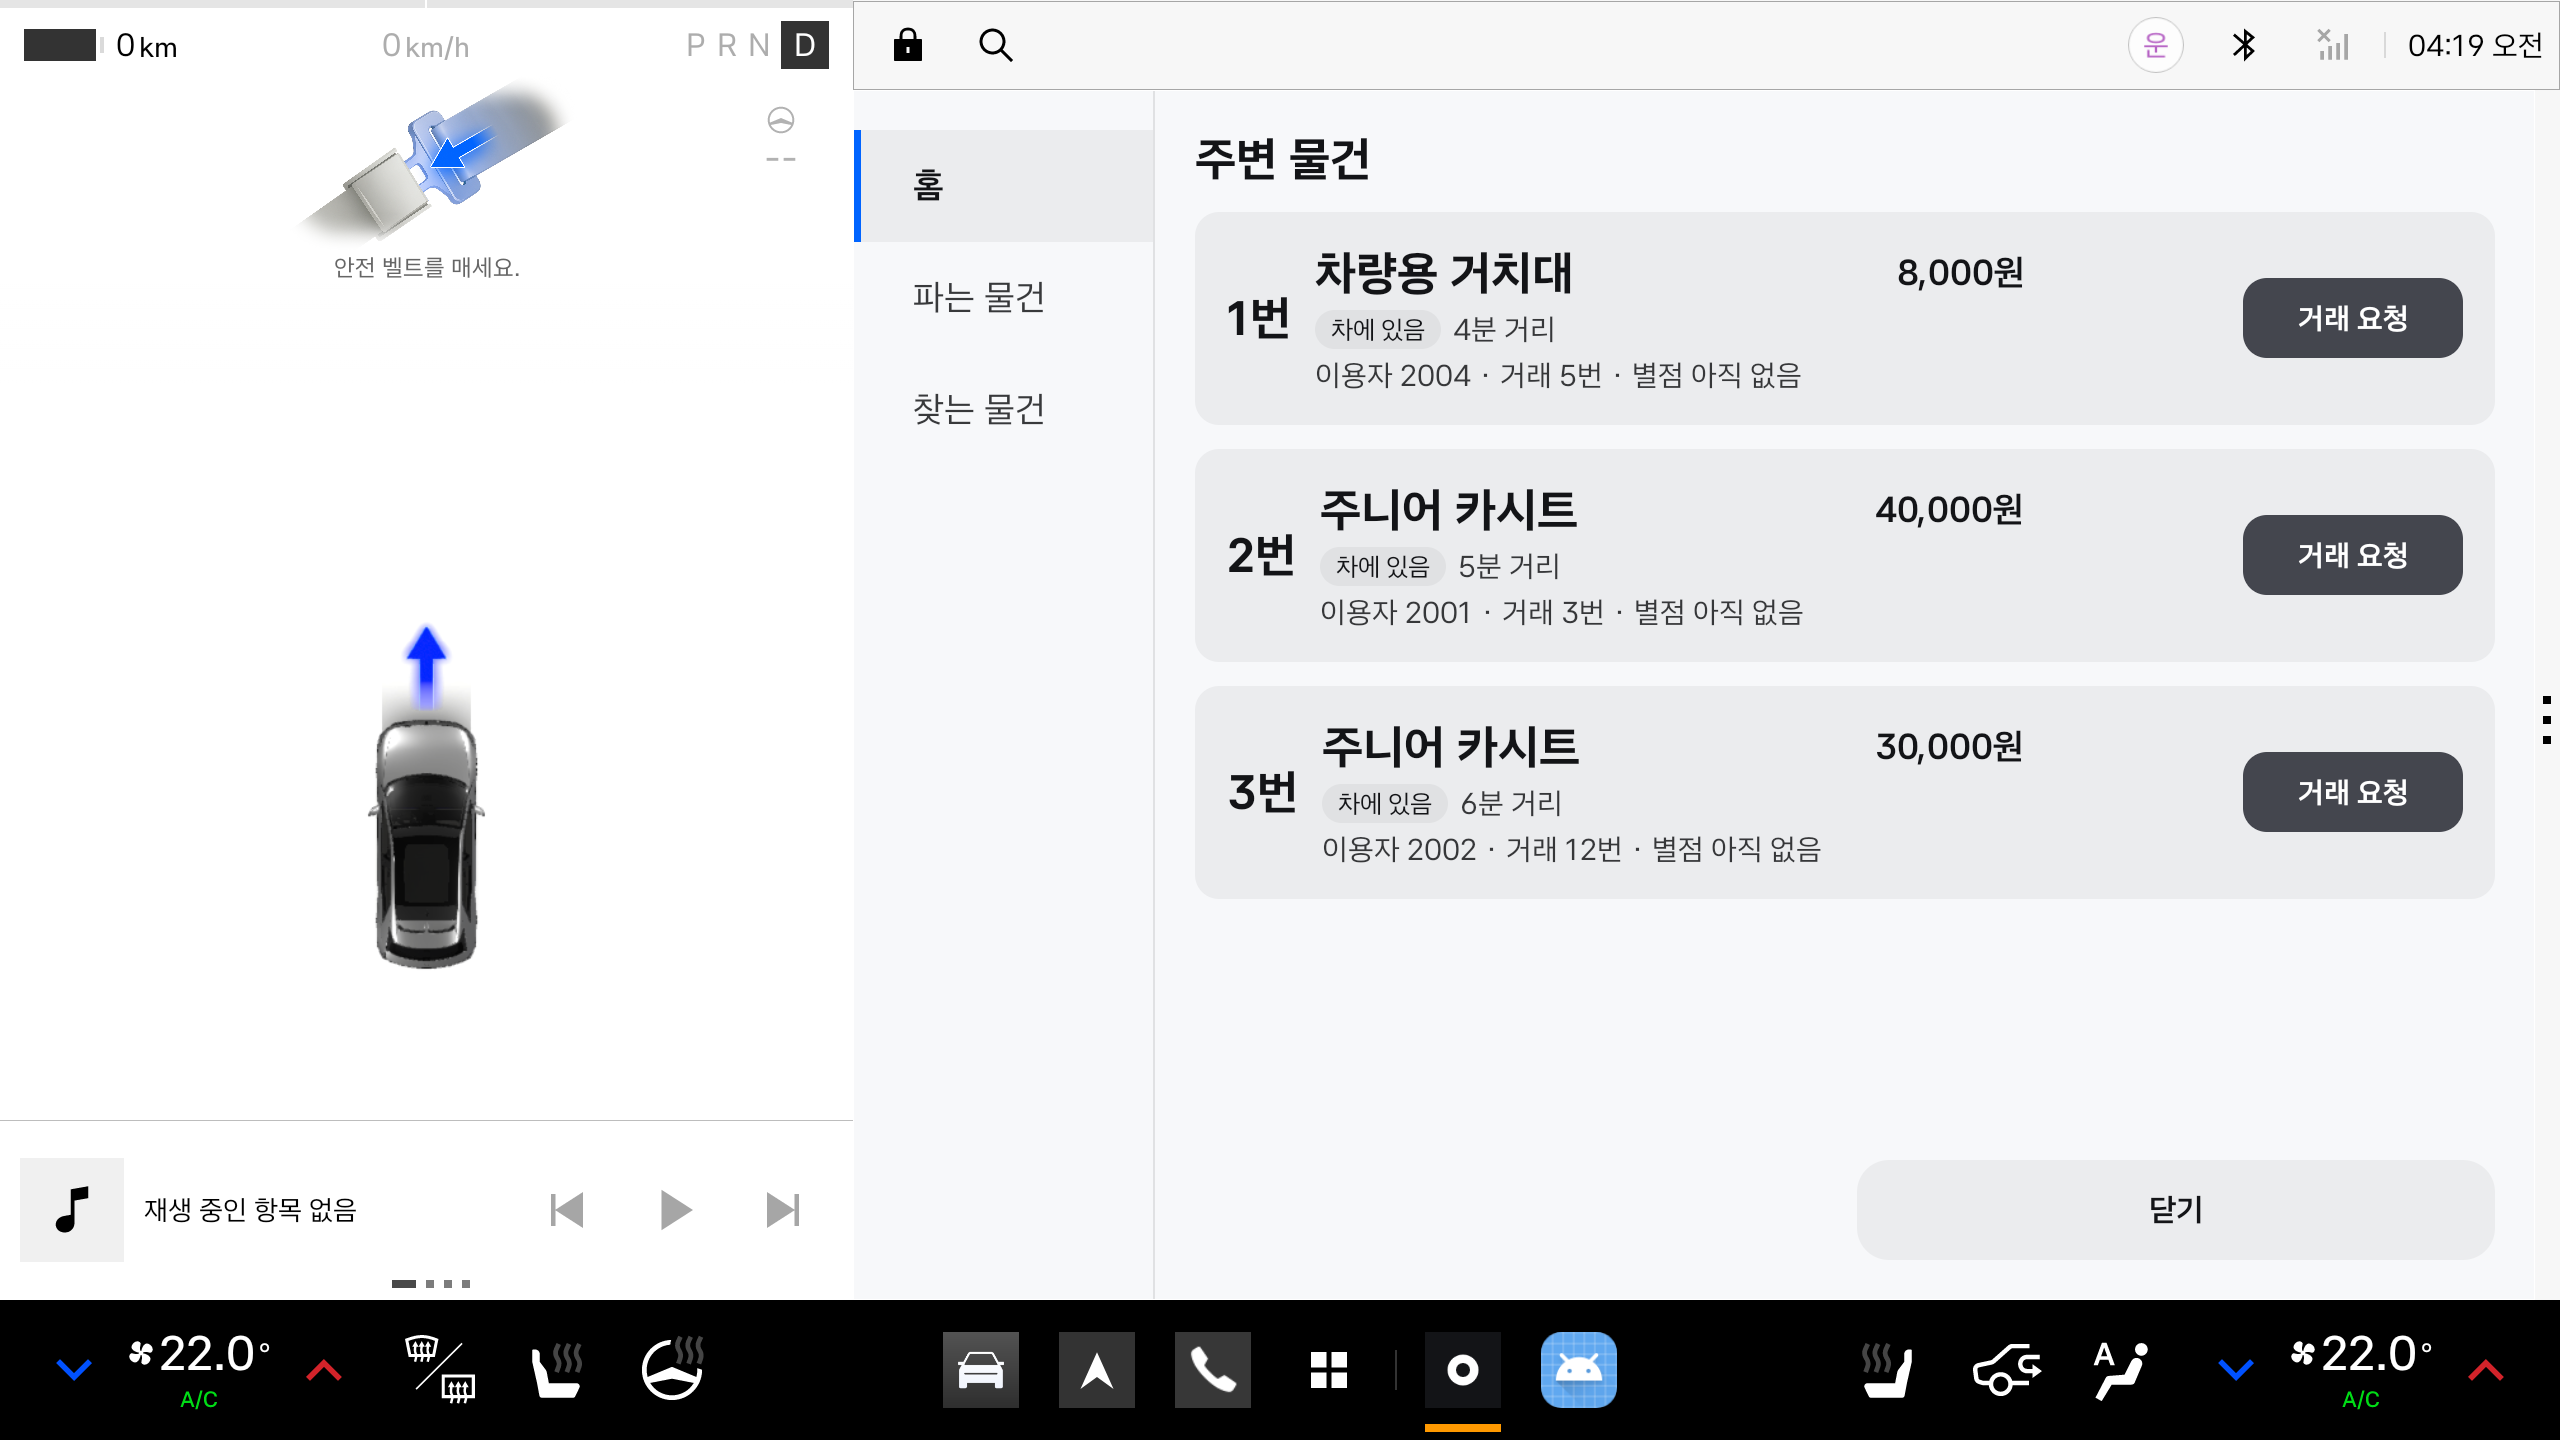 0 km
0 km/h
P R N D
운
04:19 오전
안전 벨트를 매세요.
--
홈
파는 물건
찾는 물건
주변 물건
1번
차량용 거치대
8,000원
차에 있음 4분 거리
이용자 2004 · 거래 5번 · 별점 아직 없음
거래 요청
2번
주니어 카시트
40,000원
차에 있음 5분 거리
이용자 2001 · 거래 3번 · 별점 아직 없음
거래 요청
3번
주니어 카시트
30,000원
차에 있음 6분 거리
이용자 2002 · 거래 12번 · 별점 아직 없음
거래 요청
닫기
재생 중인 항목 없음
22.0°
A/C
A
22.0°
A/C